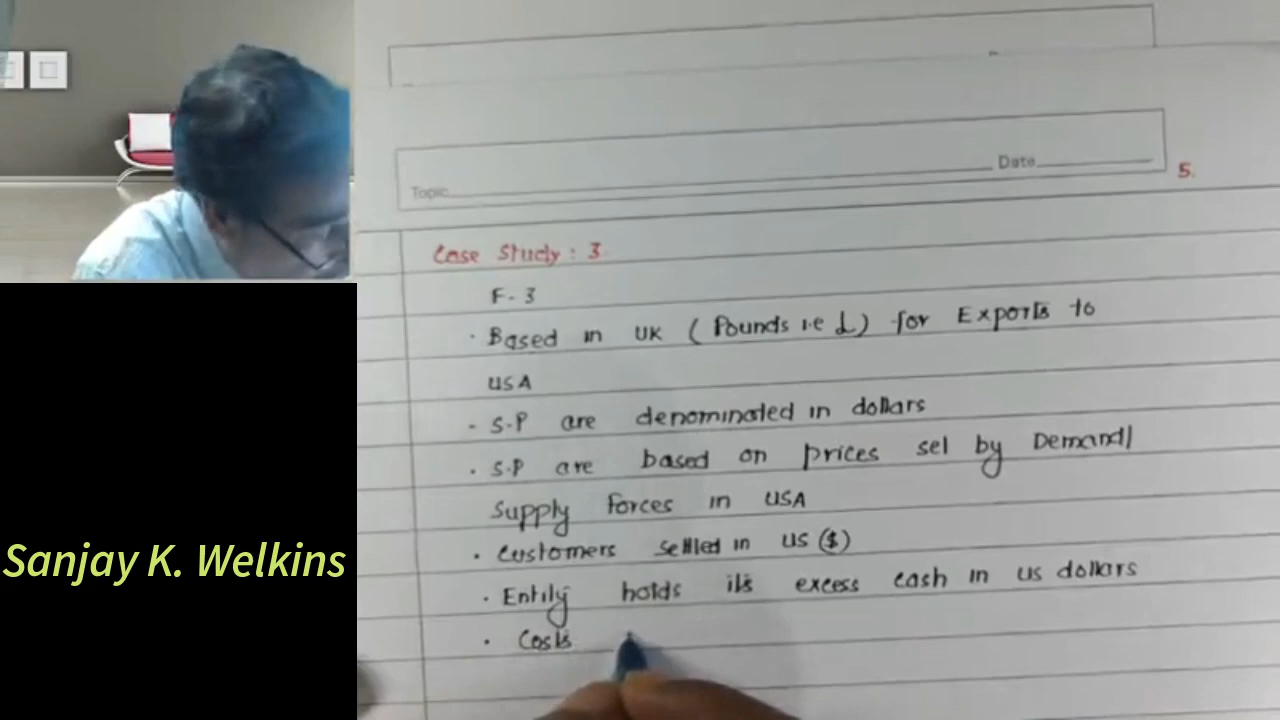 Topic
Date
5.
Case Study : 3
F-3
· Based in UK ( Pounds i.e £) for Exports to
USA
- S.P are denominated in dollars
· S.P are based on prices set by Demand/
Supply Forces in USA
· Customers settled in US ($)
· Entity holds its excess cash in us dollars
· Costs
Sanjay K. Welkins